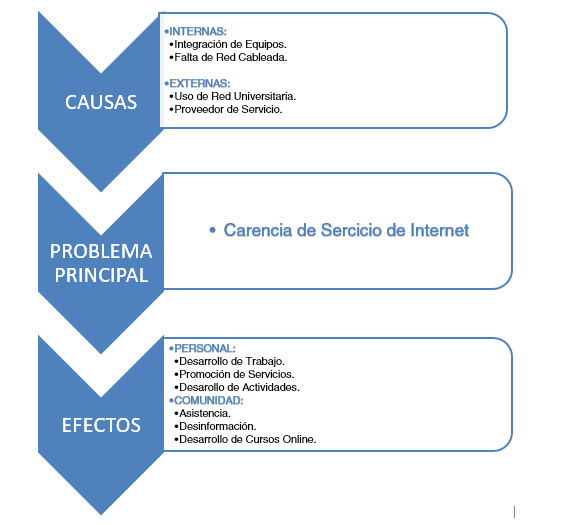 CAUSAS
•INTERNAS:
•Integración de Equipos.
•Falta de Red Cableada.
•EXTERNAS:
•Uso de Red Universitaria.
•Proveedor de Servicio.
PROBLEMA
PRINCIPAL
• Carencia de Sercicio de Internet
EFECTOS
•PERSONAL:
•Desarrollo de Trabajo.
•Promoción de Servicios.
•Desarollo de Actividades.
•COMUNIDAD:
•Asistencia.
•Desinformación.
•Desarrollo de Cursos Online.